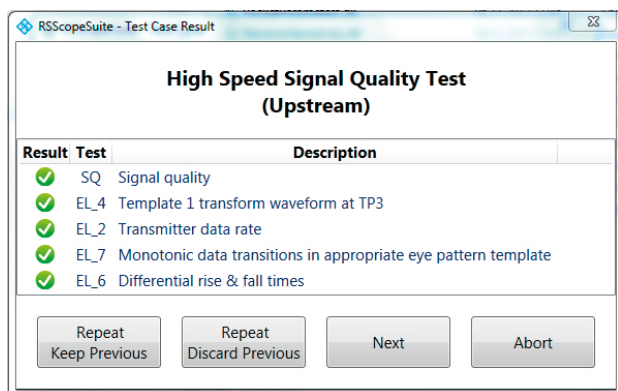 RSScopeSuite - Test Case Result
High Speed Signal Quality Test
(Upstream)
Result Test Description
SQ Signal quality
EL_4 Template 1 transform waveform at TP3
EL_2 Transmitter data rate
EL_7 Monotonic data transitions in appropriate eye pattern template
EL_6 Differential rise & fall times
Repeat
Keep Previous
Repeat
Discard Previous
Next
Abort